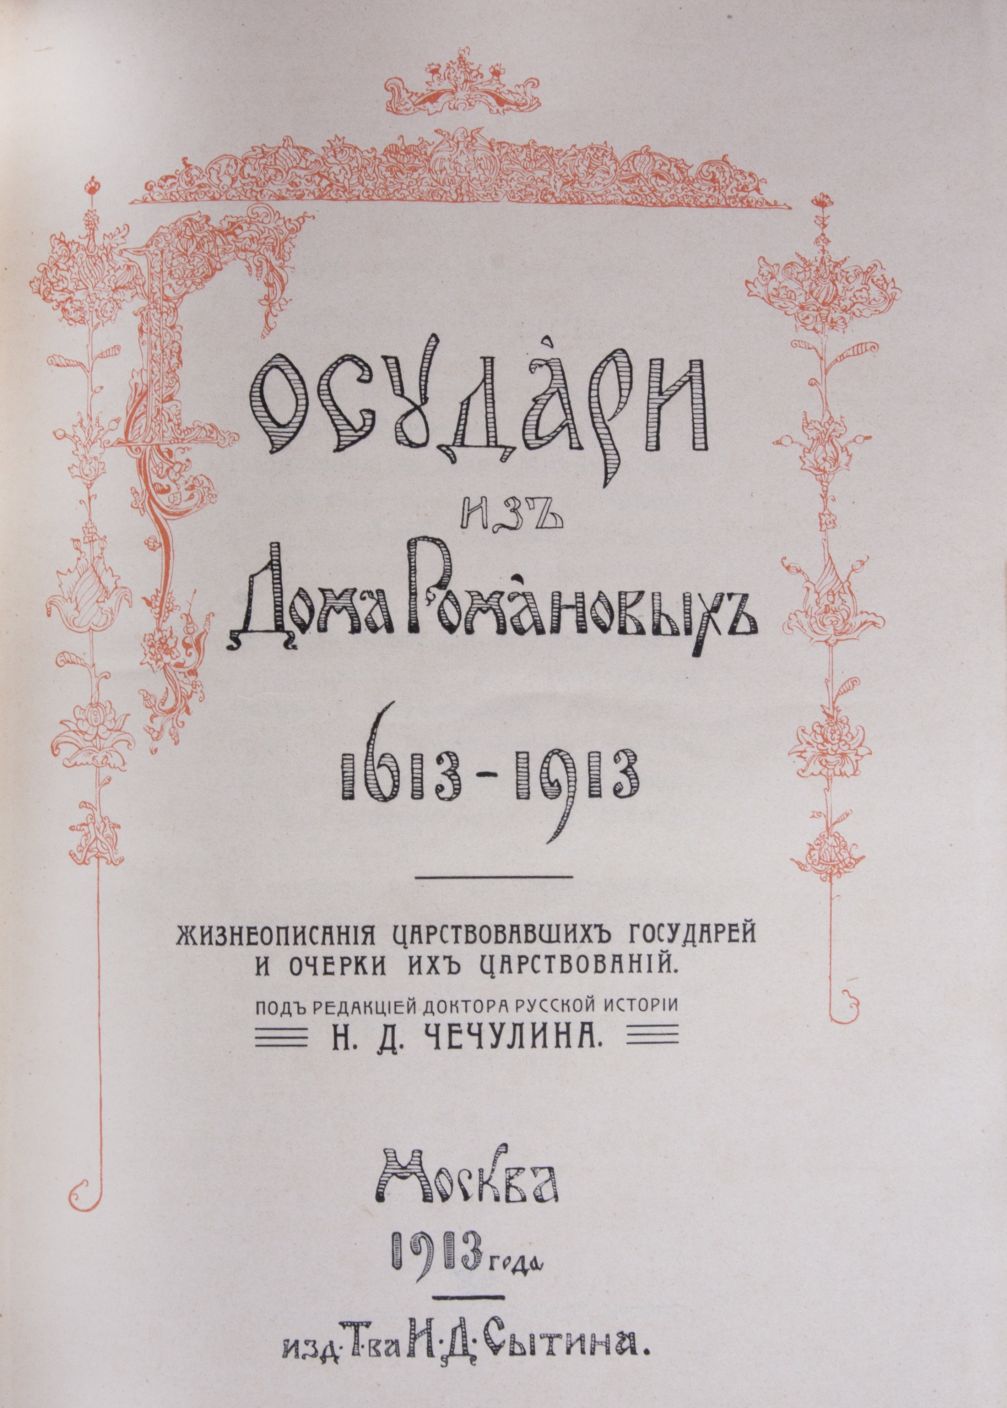 Государи
изъ
Дома Романовыхъ
1613-1913
ЖИЗНЕОПИСАНІЯ ЦАРСТВОВАВШИХЪ ГОСУДАРЕЙ
И ОЧЕРКИ ИХЪ ЦАРСТВОВАНІЙ.
ПОДЪ РЕДАКЦІЕЙ ДОКТОРА РУССКОЙ ИСТОРІИ
Н. Д. ЧЕЧУЛИНА.
Москва
1913 года
изд. Т-ва И. Д. Сытина.